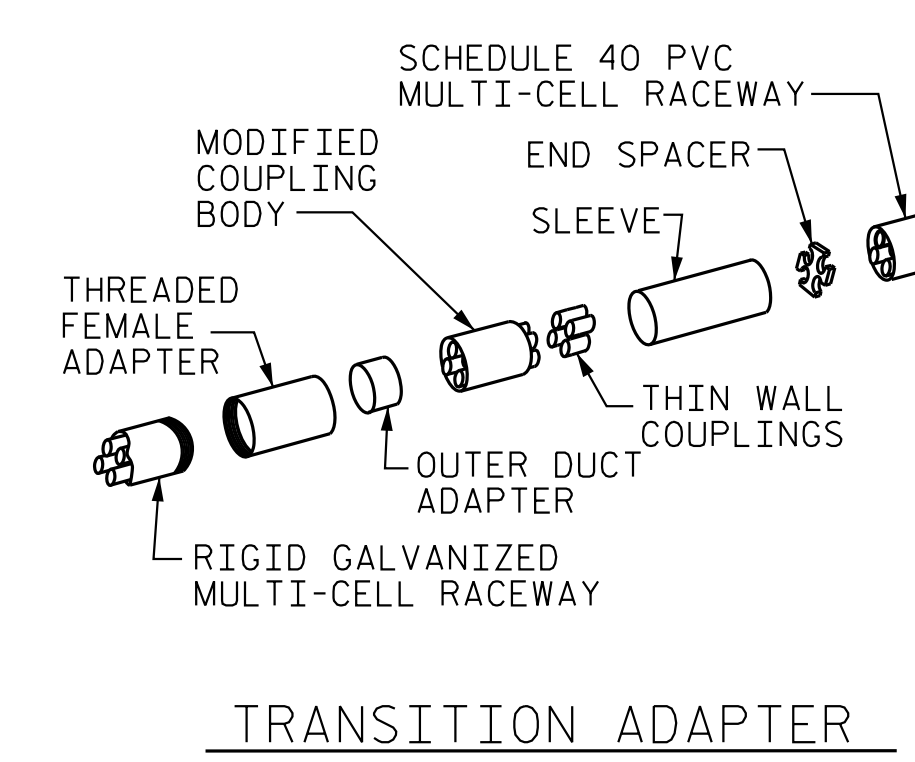 SCHEDULE 40 PVC
MULTI-CELL RACEWAY
MODIFIED
COUPLING
BODY
END SPACER
SLEEVE
THREADED
FEMALE
ADAPTER
THIN WALL
COUPLINGS
OUTER DUCT
ADAPTER
RIGID GALVANIZED
MULTI-CELL RACEWAY
TRANSITION ADAPTER